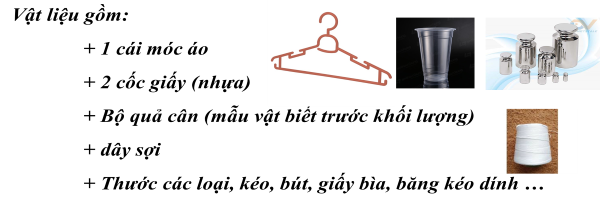 Vật liệu gồm:
+ 1 cái móc áo
+ 2 cốc giấy (nhựa)
+ Bộ quả cân (mẫu vật biết trước khối lượng)
+ dây sợi
+ Thước các loại, kéo, bút, giấy bìa, băng kéo dính ...